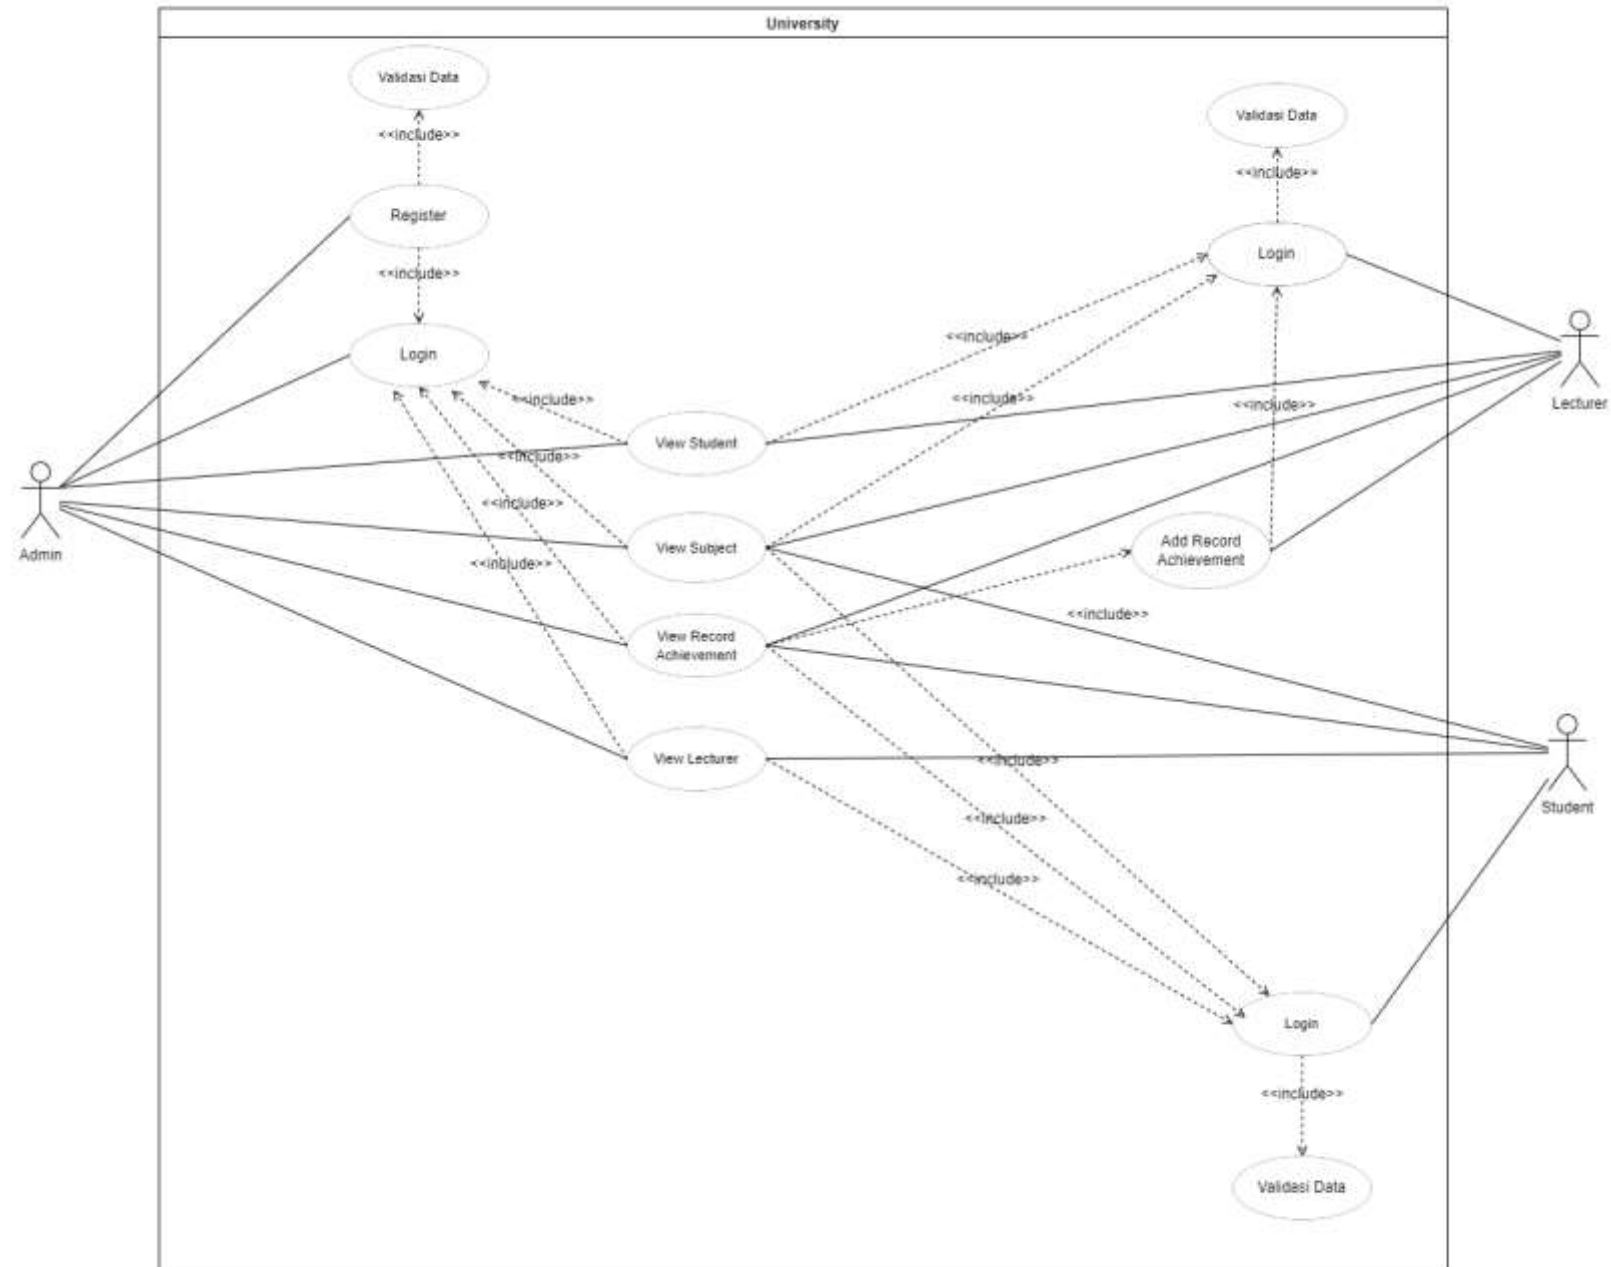 University
Validasi Data
<<include>>
Register
<<include>>
Login
Validasi Data
<<include>>
Login
<<include>>
<<include>>
<<include>>
Lecturer
<<include>>
View Student
<<include>>
<<include>>
<<include>>
Admin
View Subject
Add Record
Achievement
<<include>>
View Record
Achievement
View Lecturer
<<include>>
<<include>>
<<include>>
Student
Login
<<include>>
Validasi Data